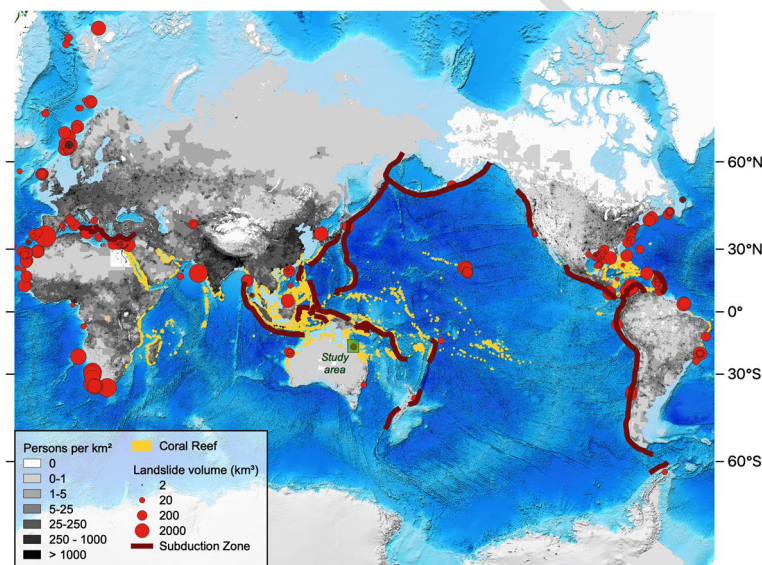 60°N
30°N
0°
Study
area
30°S
60°S
Persons per km²
0
0-1
1-5
5-25
25-250
250 - 1000
> 1000
Coral Reef
Landslide volume (km³)
2
20
200
2000
Subduction Zone